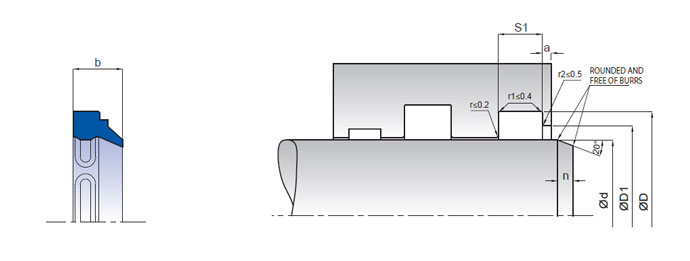 b
S1
a
r2≤0.5
ROUNDED AND
FREE OF BURRS
r≤0.2
r1≤0.4
20°
n
Ød
ØD1
ØD